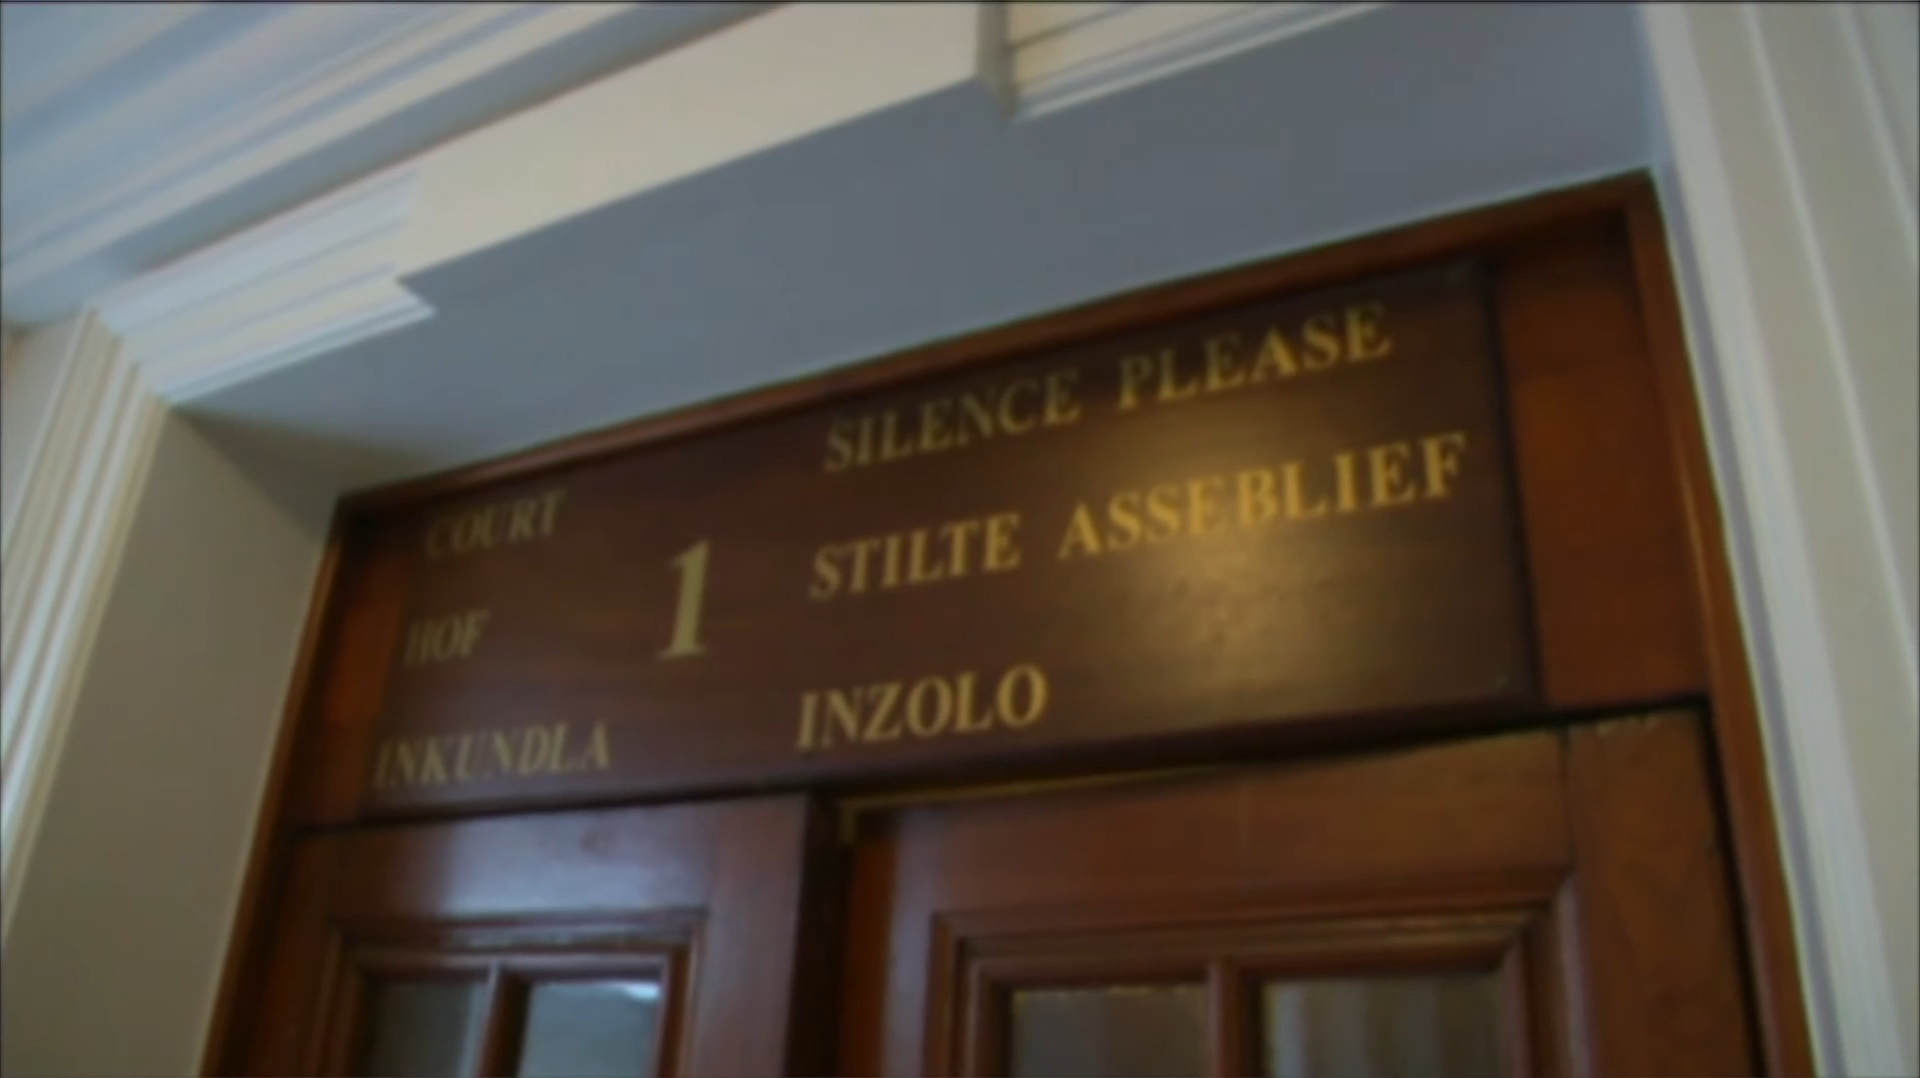 COURT
HOF
INKUNDLA
1
SILENCE PLEASE
STILTE ASSEBLIEF
INZOLO